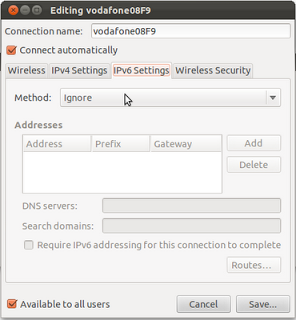 Editing vodafone08F9
Connection name: vodafone08F9
Connect automatically
Wireless IPv4 Settings IPv6 Settings Wireless Security
Method: Ignore
Addresses
Address Prefix Gateway Add
Delete
DNS servers:
Search domains:
Require IPv6 addressing for this connection to complete
Routes…
Available to all users Cancel Save...